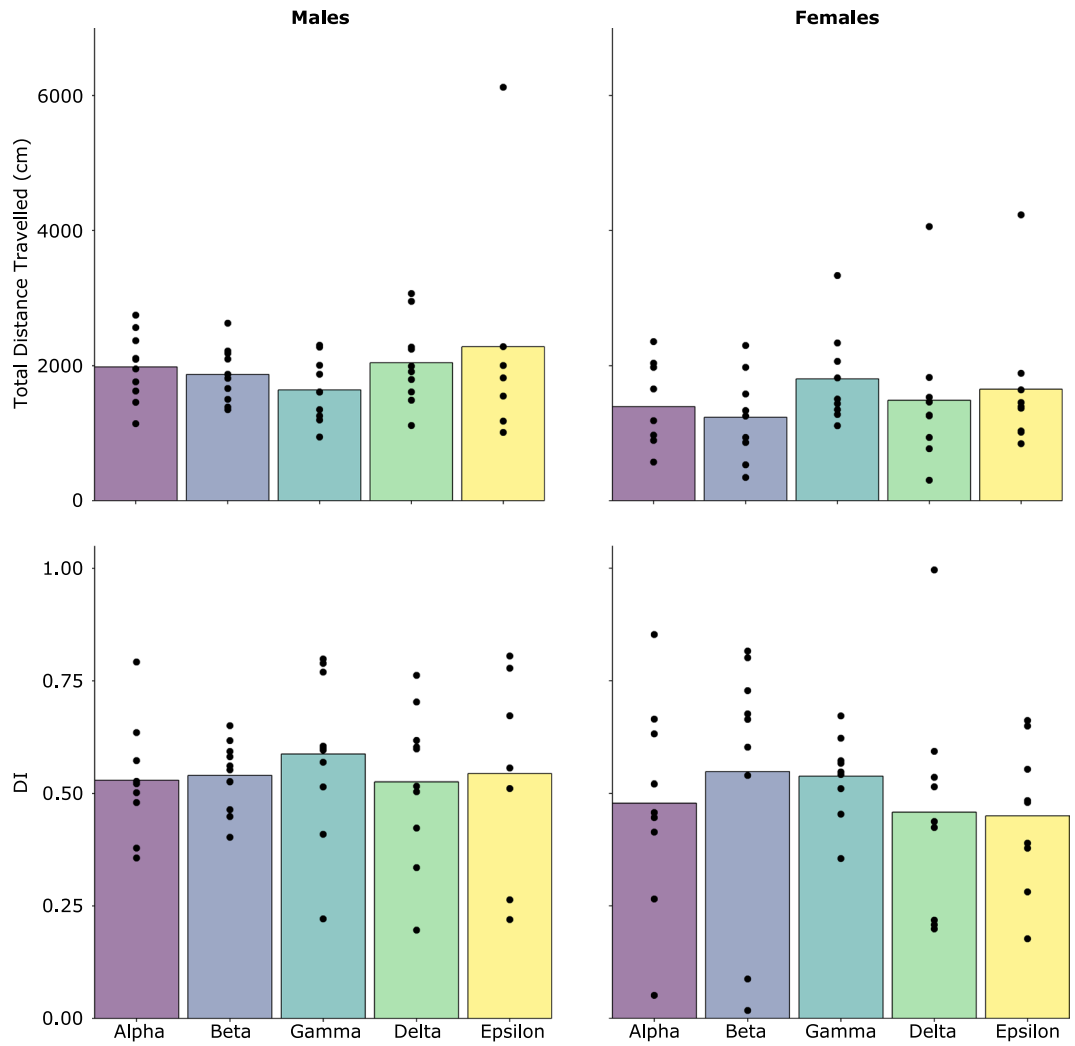 Males Females
Total Distance Travelled (cm)
6000
4000
2000
0
DI
1.00
0.75
0.50
0.25
0.00
Alpha Beta Gamma Delta Epsilon Alpha Beta Gamma Delta Epsilon